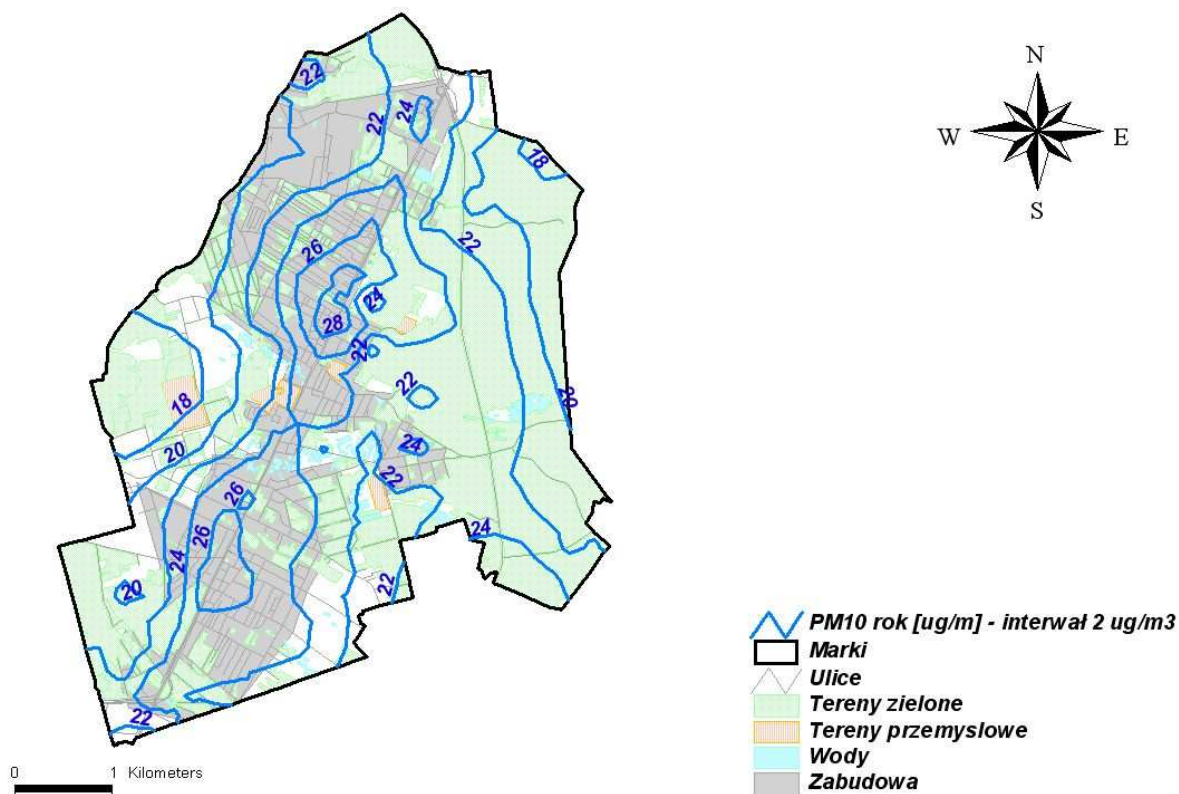 22
22
24
18
N
W E
S
26
22
24
28
22
22
18
20
20
24
22
26
26
24
24
22
20
22
PM10 rok [ug/m] - interwał 2 ug/m3
Marki
Ulice
Tereny zielone
Tereny przemyslowe
Wody
Zabudowa
0 1 Kilometers